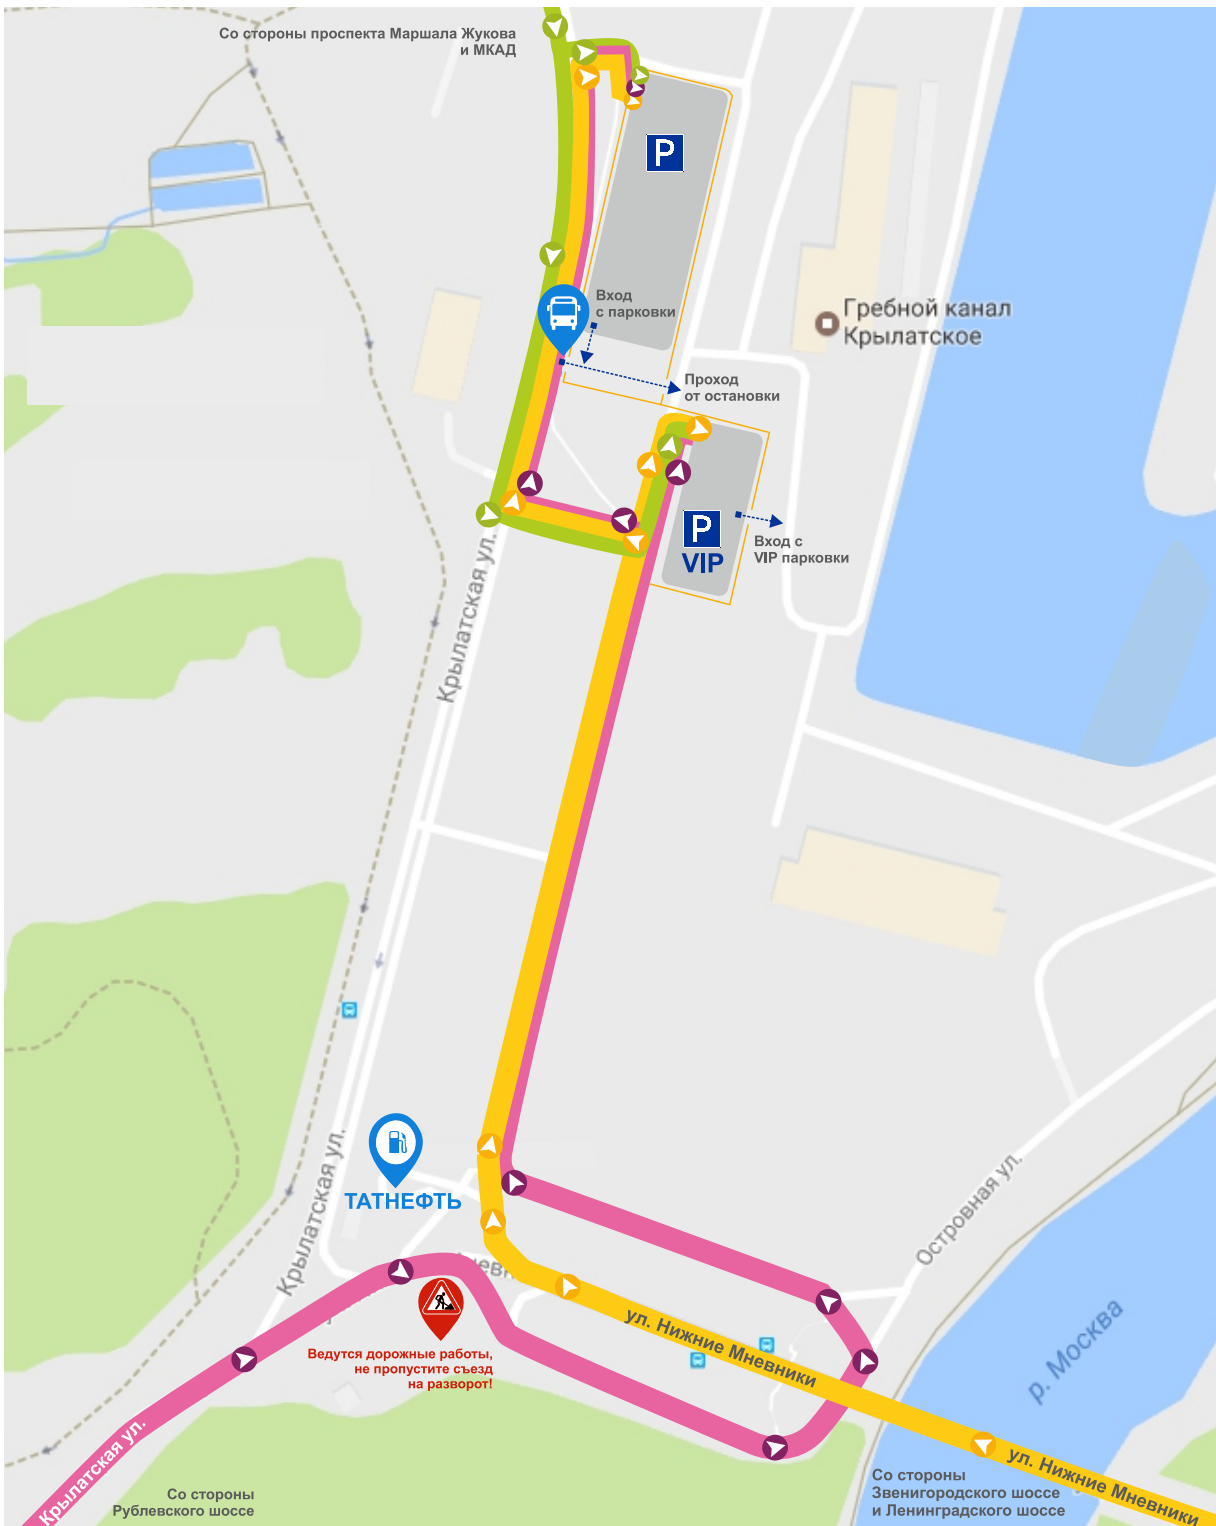 Со стороны проспекта Маршала Жукова
и МКАД
P
Вход
с парковки
Гребной канал
Крылатское
Проход
от остановки
P
VIP
Вход с
VIP парковки
Крылатская ул.
ТАТНЕФТЬ
Крылатская ул.
Островная ул.
ул. Нижние Мневники
Ведутся дорожные работы,
не пропустите съезд
на разворот!
р. Москва
Крылатская ул.
Со стороны
Рублевского шоссе
Со стороны
Звенигородского шоссе
и Ленинградского шоссе
ул. Нижние Мневники